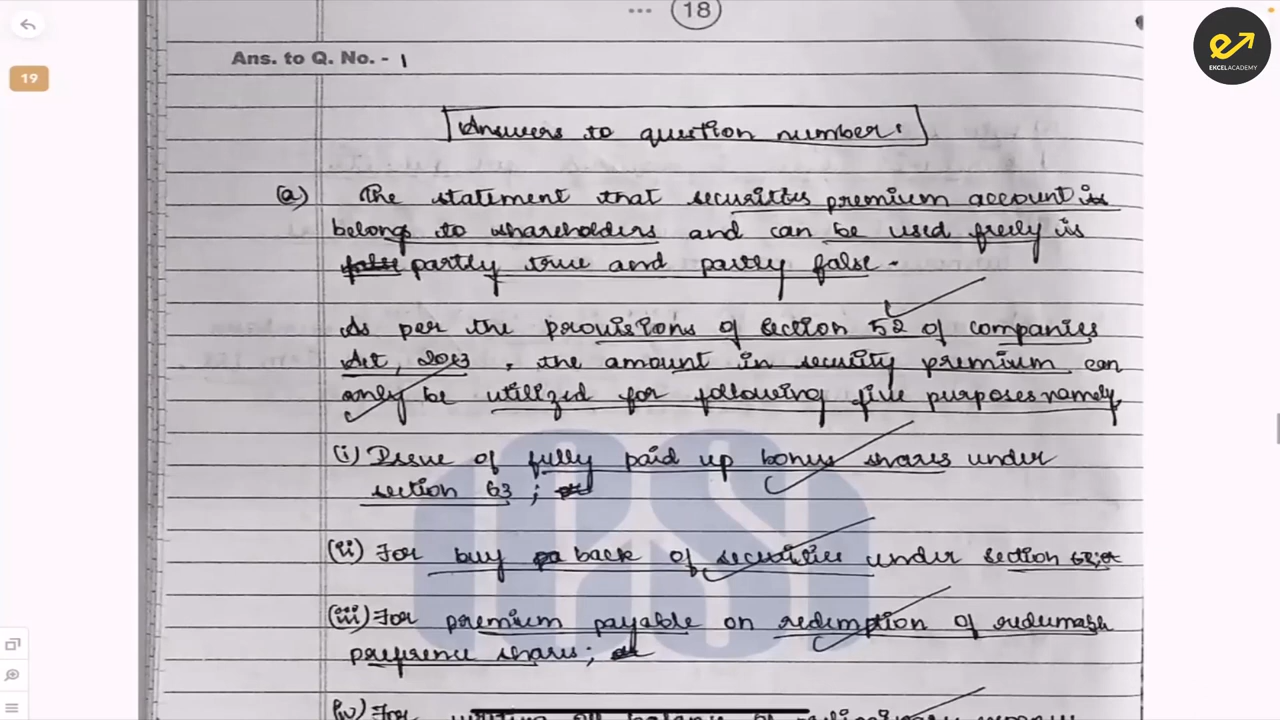 18
19
EKCELACADEMY
Ans. to Q. No. - 1
Answers to question number:
(a) The statement that securities premium account is
belongs to shareholders and can be used freely is
false partly true and partly false.
As per the provisions of Section 52 of Companies
Act, 2013, the amount in security premium can
only be utilized for following five purposes namely
(i) Issue of fully paid up bonus shares under
section 63;
(ii) For buy back of securities under section 68;
(iii) For premium payable on redemption of
preference shares;
(iv) For